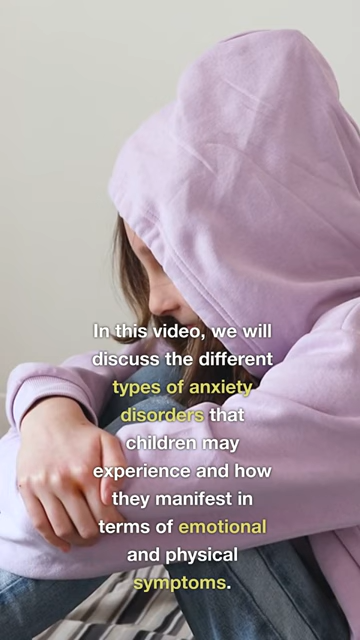 In this video, we will
discuss the different
types of anxiety
disorders that
children may
experience and how
they manifest in
terms of emotional
and physical
symptoms.